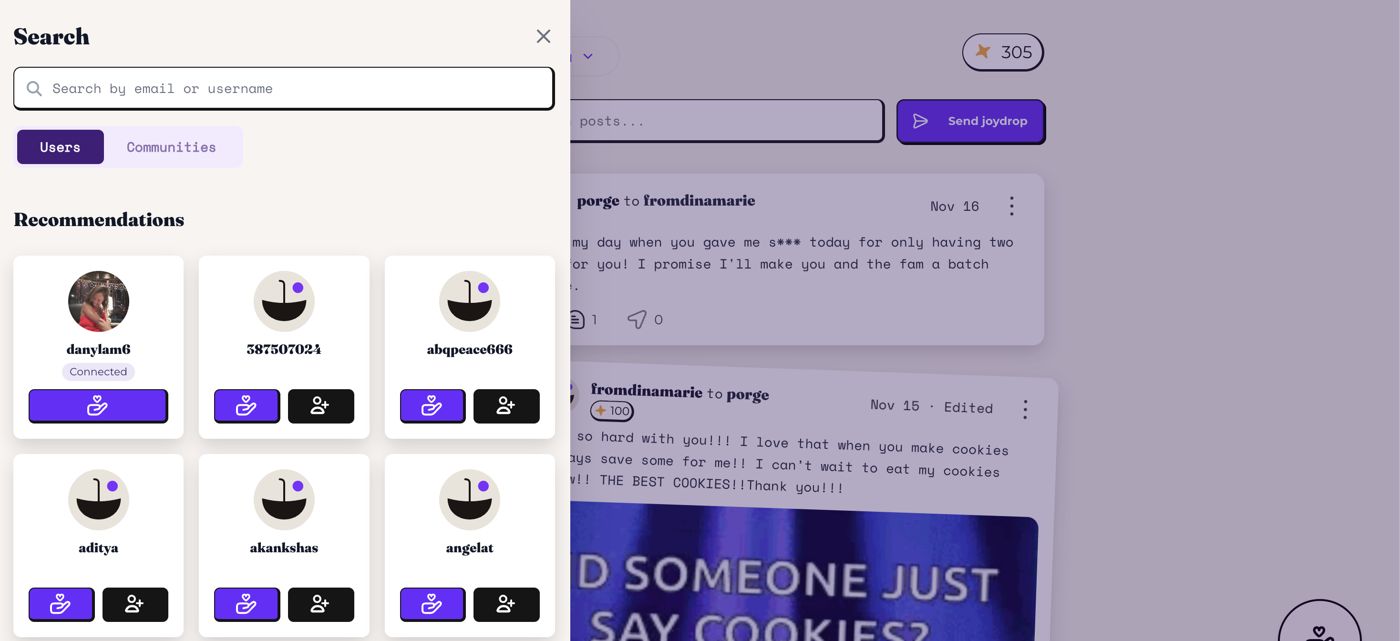 Search
Search by email or username
Users
Communities
Recommendations
danylam6
Connected
387507024
abqpeace666
aditya
akankshas
angelat
305
posts...
Send joydrop
porge to fromdinamarie
Nov 16
my day when you gave me s*** today for only having two
for you! I promise I'll make you and the fam a batch
1
0
fromdinamarie to porge
100
Nov 15 · Edited
so hard with you!!! I love that when you make cookies
save some for me!! I can't wait to eat my cookies
THE BEST COOKIES!!Thank you!!!
SOMEONE JUST
SAY COOKIES?